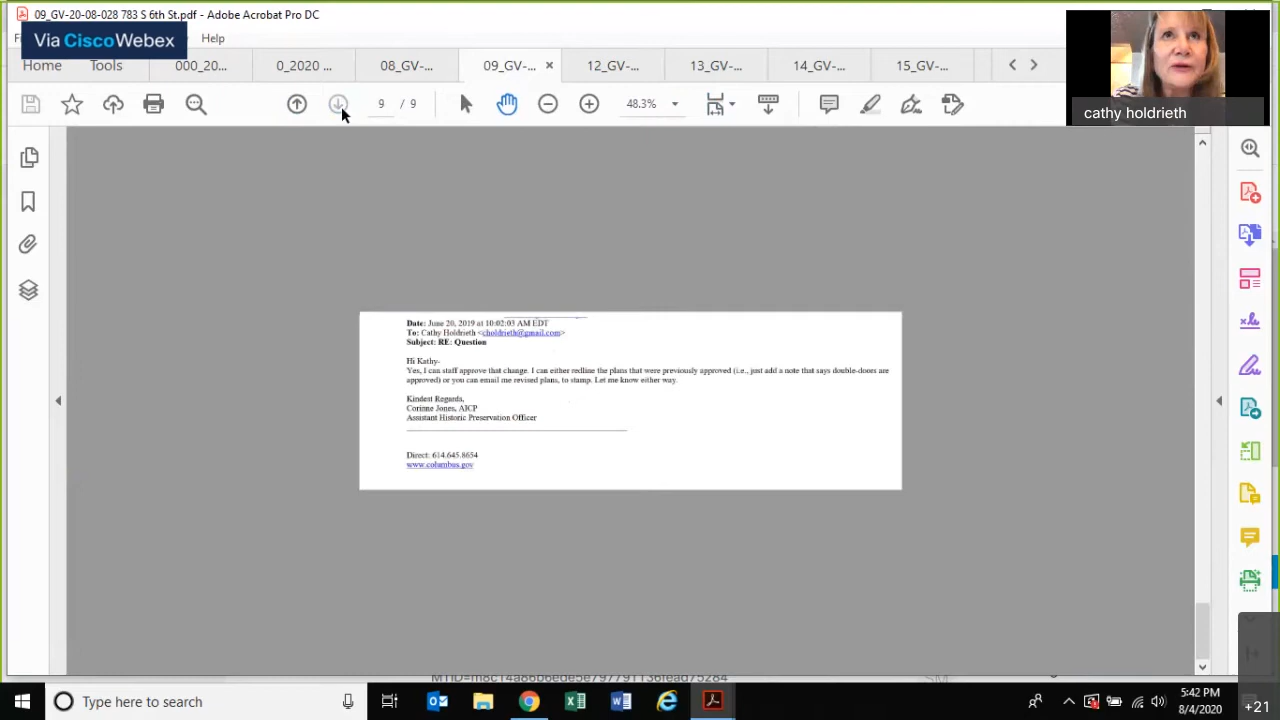 09_GV-20-08-028 783 S 6th St.pdf - Adobe Acrobat Pro DC
Via CiscoWebex
Help
Home Tools 000_20... 0_2020 ... 08_GV-... 09_GV-... × 12_GV-... 13_GV-... 14_GV-... 15_GV-...
9 / 9 48.3%
cathy holdrieth
Date: June 20, 2019 at 10:02:03 AM EDT
To: Cathy Holdrieth <choldrieth@gmail.com>
Subject: RE: Question
Hi Kathy-
Yes, I can staff approve that change. I can either redline the plans that were previously approved (i.e., just add a note that says double-doors are
approved) or you can email me revised plans, to stamp. Let me know either way.
Kindest Regards,
Corinne Jones, AICP
Assistant Historic Preservation Officer
Direct: 614.645.8654
www.columbus.gov
Type here to search
5:42 PM
8/4/2020
+21